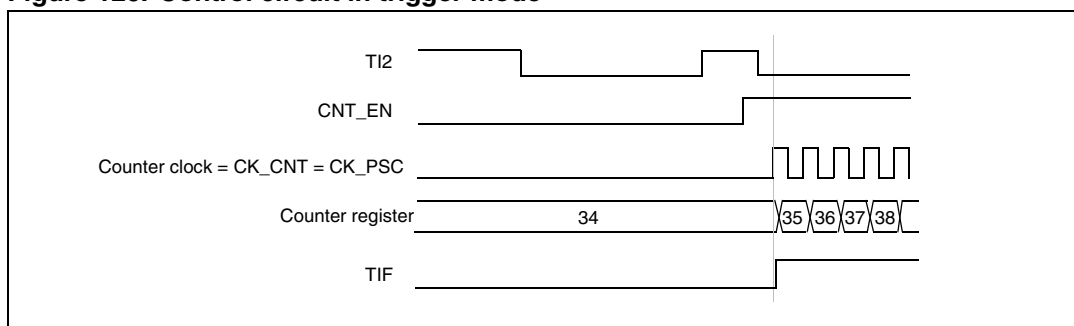 TI2
CNT_EN
Counter clock = CK_CNT = CK_PSC
Counter register 34 35 36 37 38
TIF